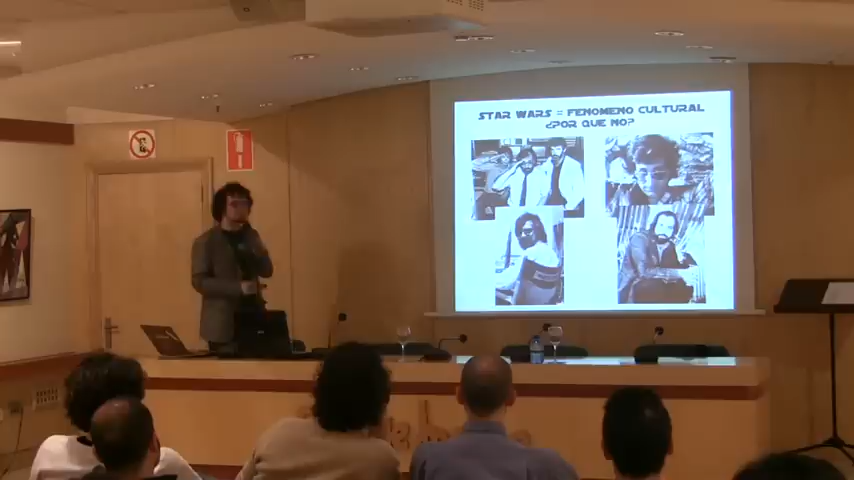 STAR WARS = FENOMENO CULTURAL
¿POR QUE NO?